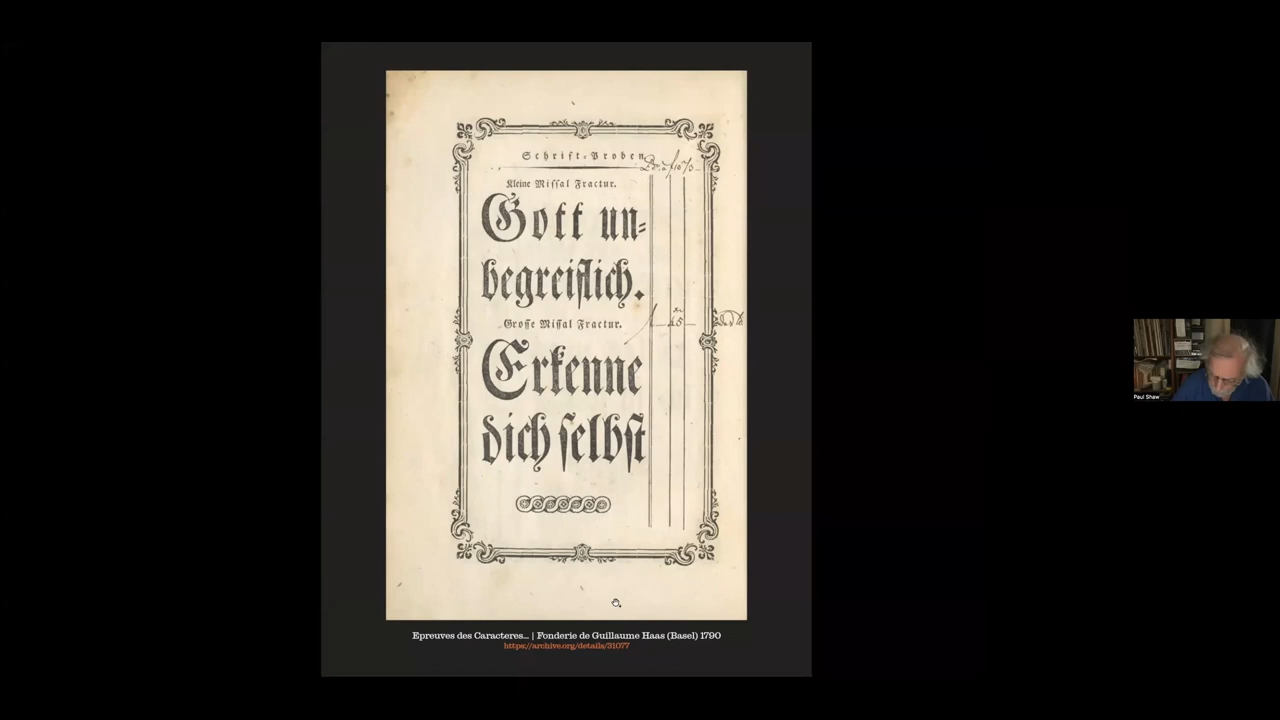 Schrift-Proben
Kleine Missal Fractur.
Gott un-
begreiflich.
Grosse Missal Fractur.
Erkenne
dich selbst
Epreuves des Caracteres... | Fonderie de Guillaume Haas (Basel) 1790
https://archive.org/details/31077
Paul Shaw